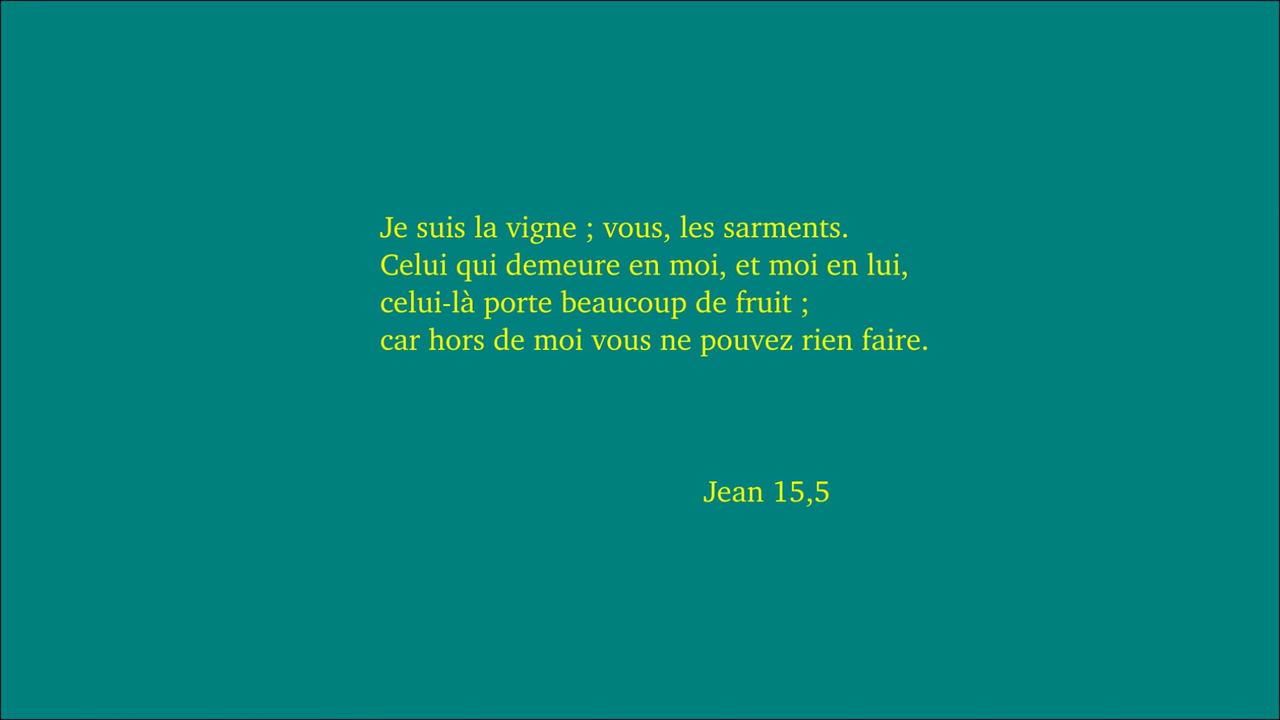 Je suis la vigne ; vous, les sarments.
Celui qui demeure en moi, et moi en lui,
celui-là porte beaucoup de fruit ;
car hors de moi vous ne pouvez rien faire.
Jean 15,5